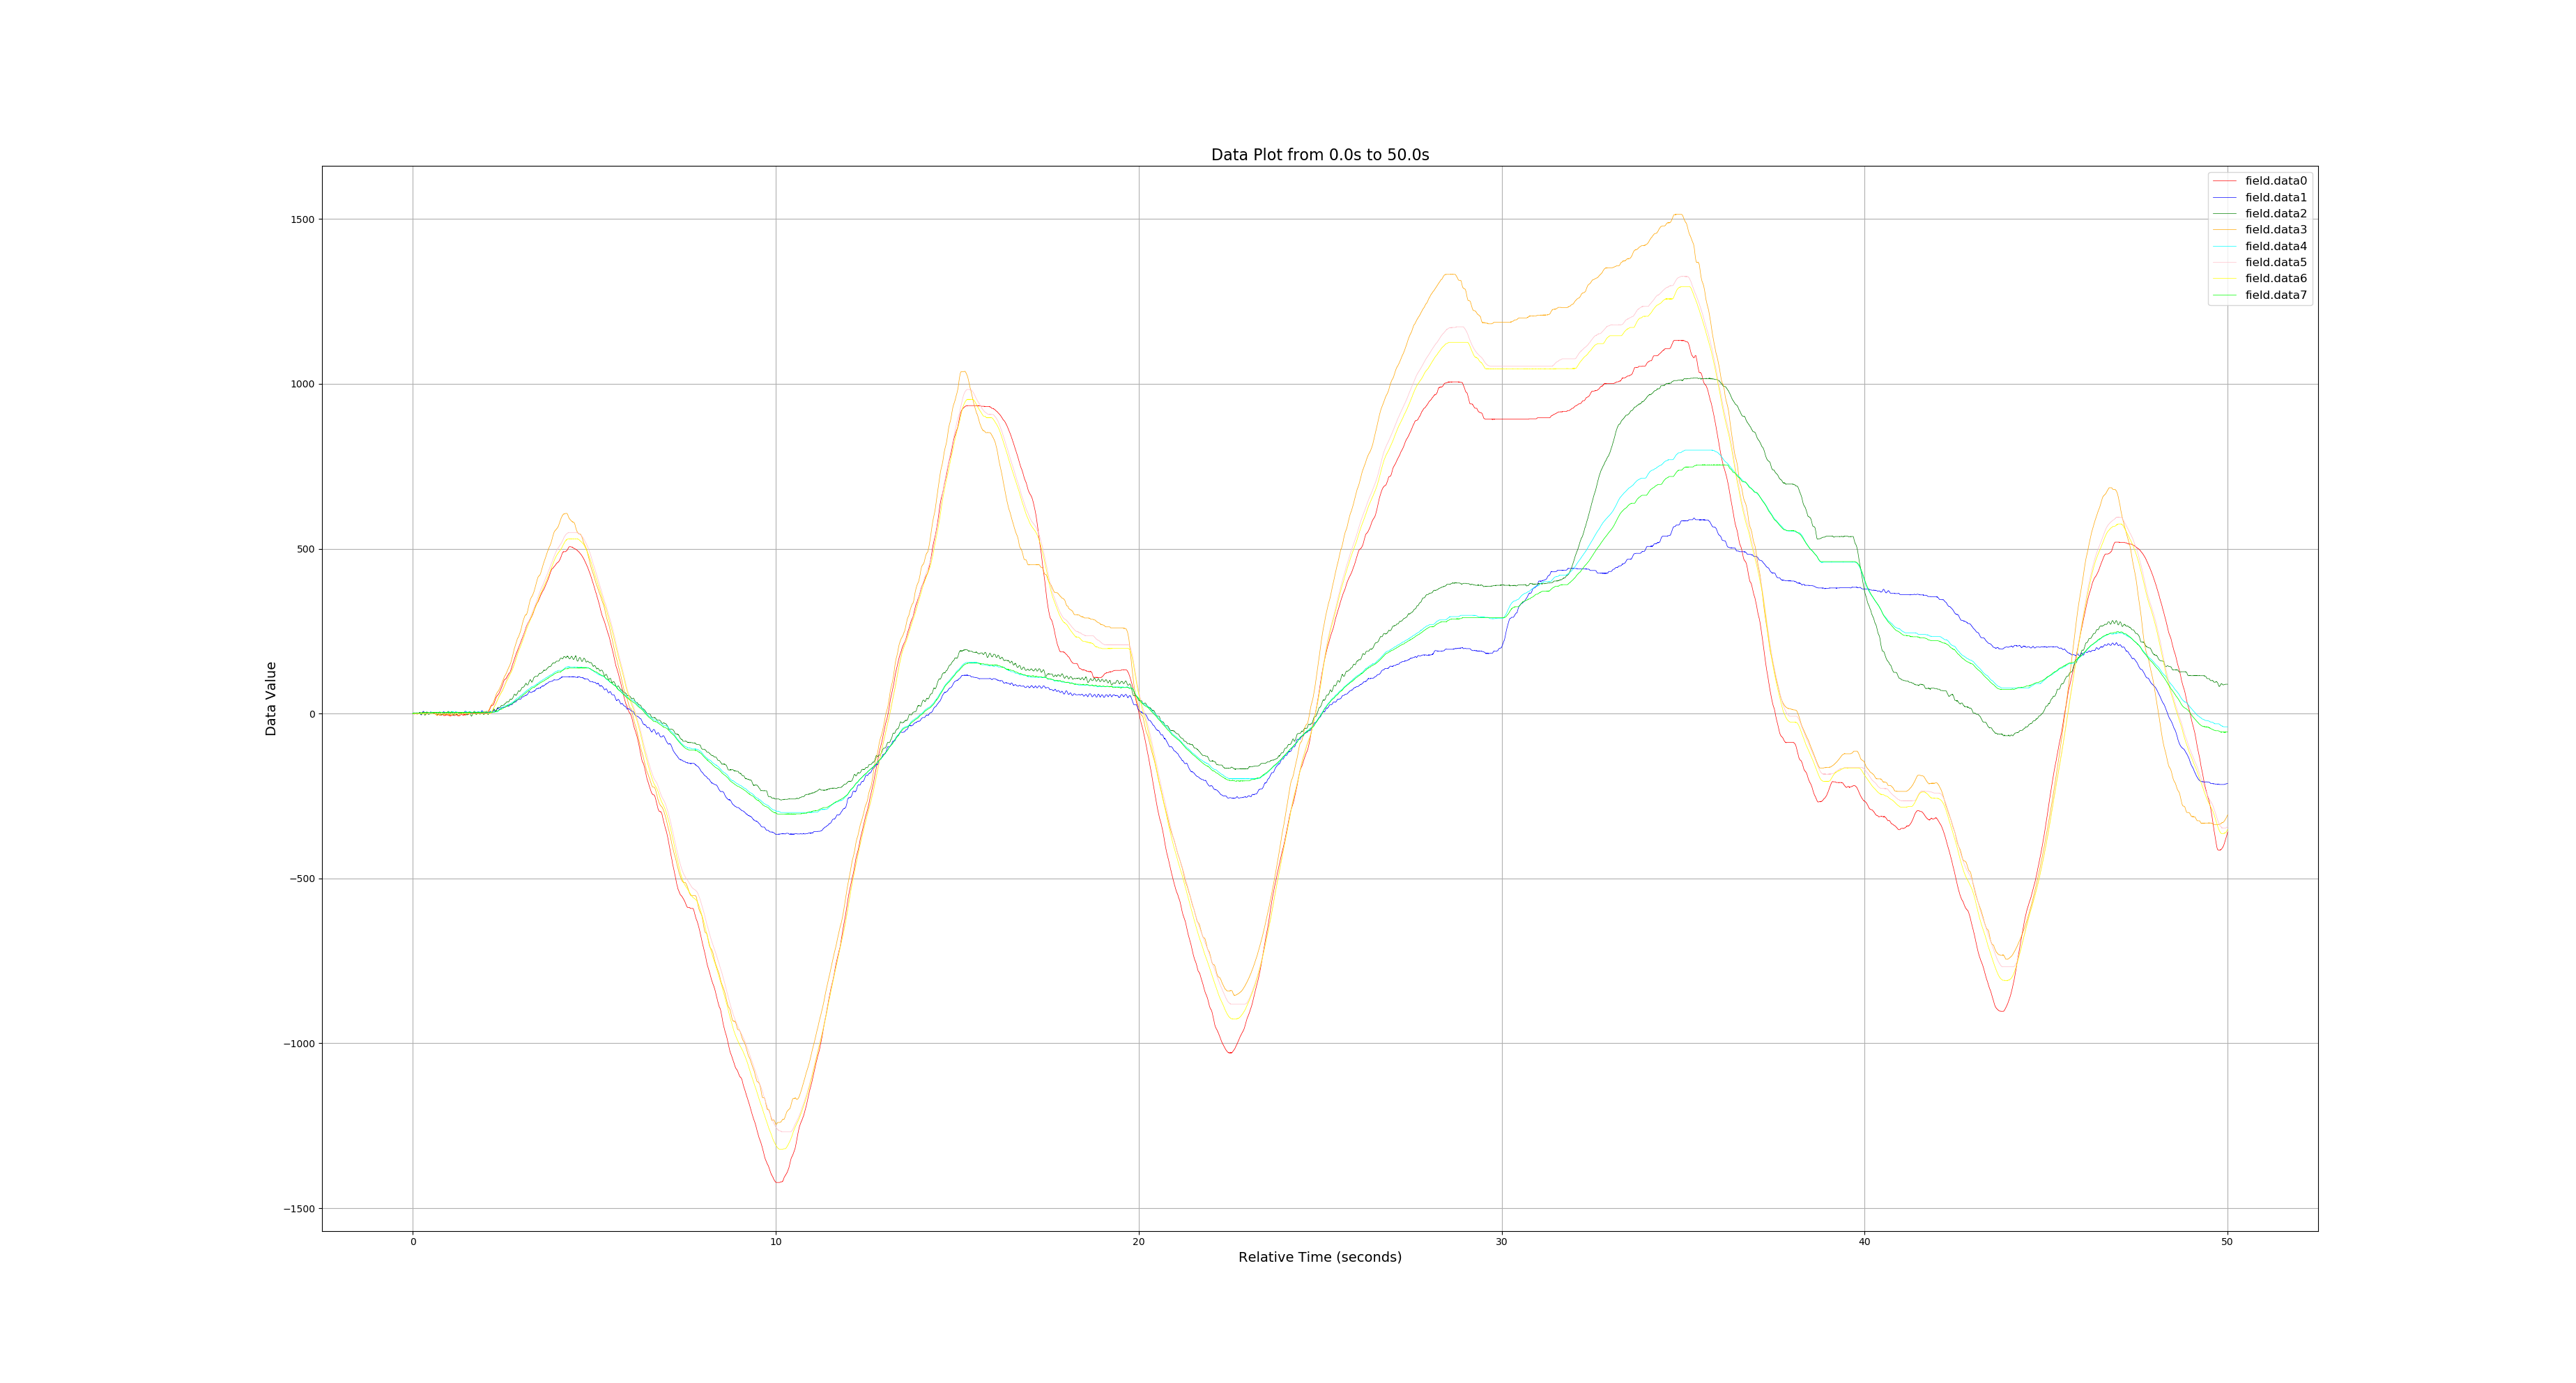 Data Plot from 0.0s to 50.0s
field.data0
field.data1
field.data2
field.data3
field.data4
field.data5
field.data6
field.data7
1500
1000
500
0
−500
−1000
−1500
Data Value
0 10 20 30 40 50
Relative Time (seconds)